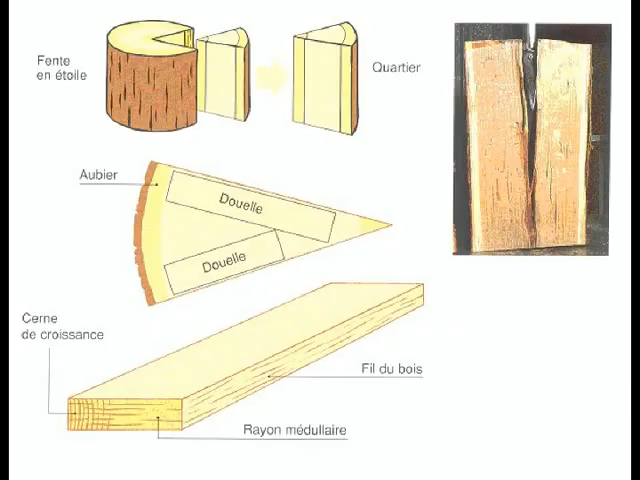 Fente
en étoile
Quartier
Aubier
Douelle
Douelle
Cerne
de croissance
Fil du bois
Rayon médullaire